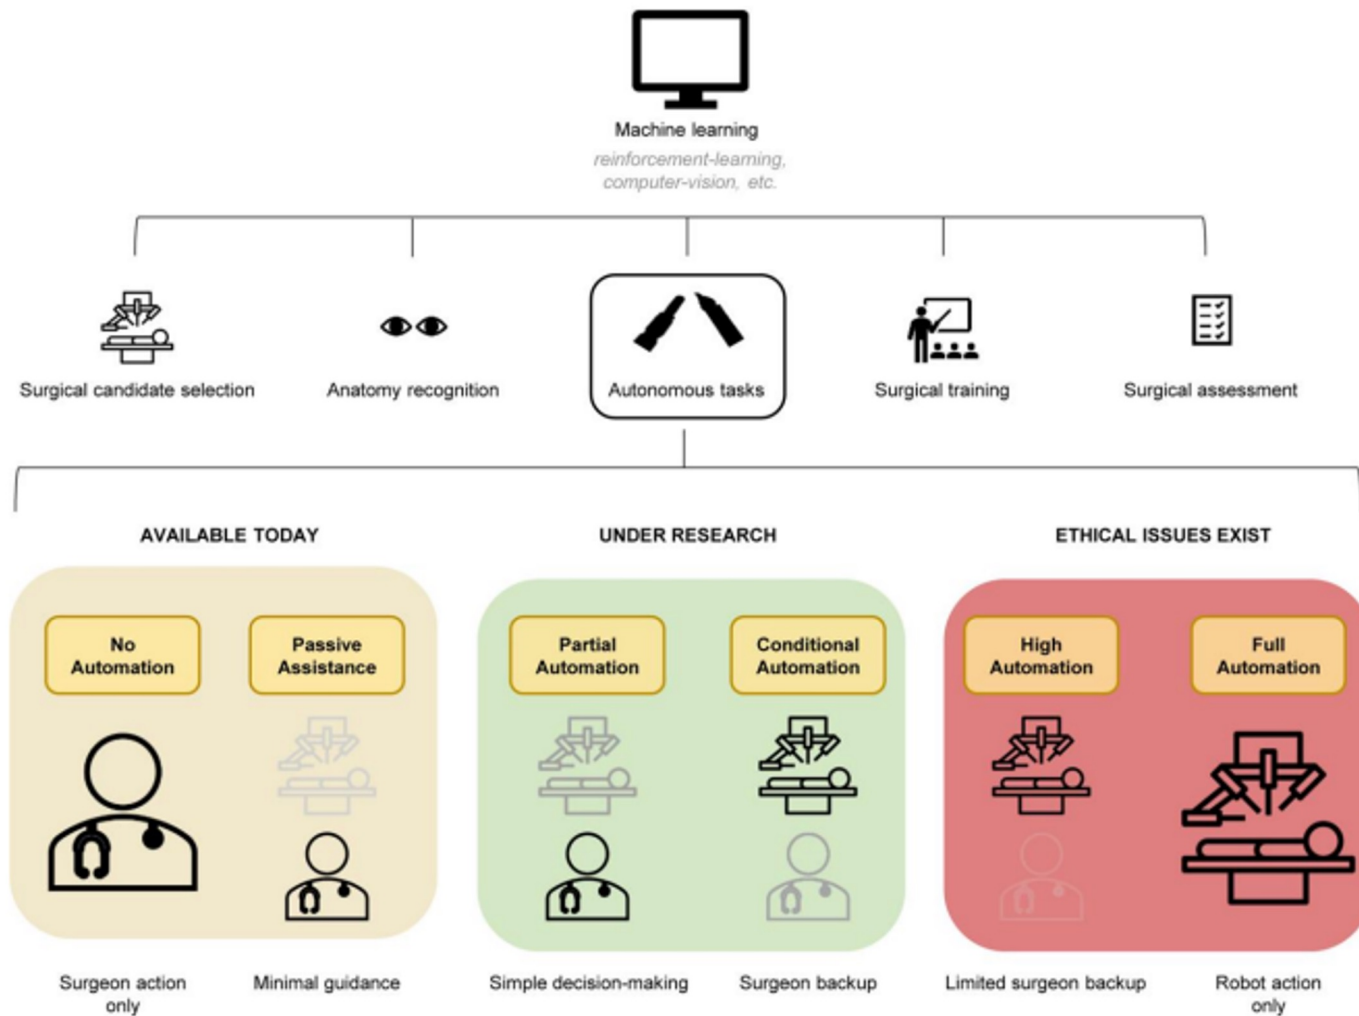 Machine learning
reinforcement-learning,
computer-vision, etc.
Surgical candidate selection
Anatomy recognition
Autonomous tasks
Surgical training
Surgical assessment
AVAILABLE TODAY
UNDER RESEARCH
ETHICAL ISSUES EXIST
No
Automation
Passive
Assistance
Partial
Automation
Conditional
Automation
High
Automation
Full
Automation
Surgeon action
only
Minimal guidance
Simple decision-making
Surgeon backup
Limited surgeon backup
Robot action
only